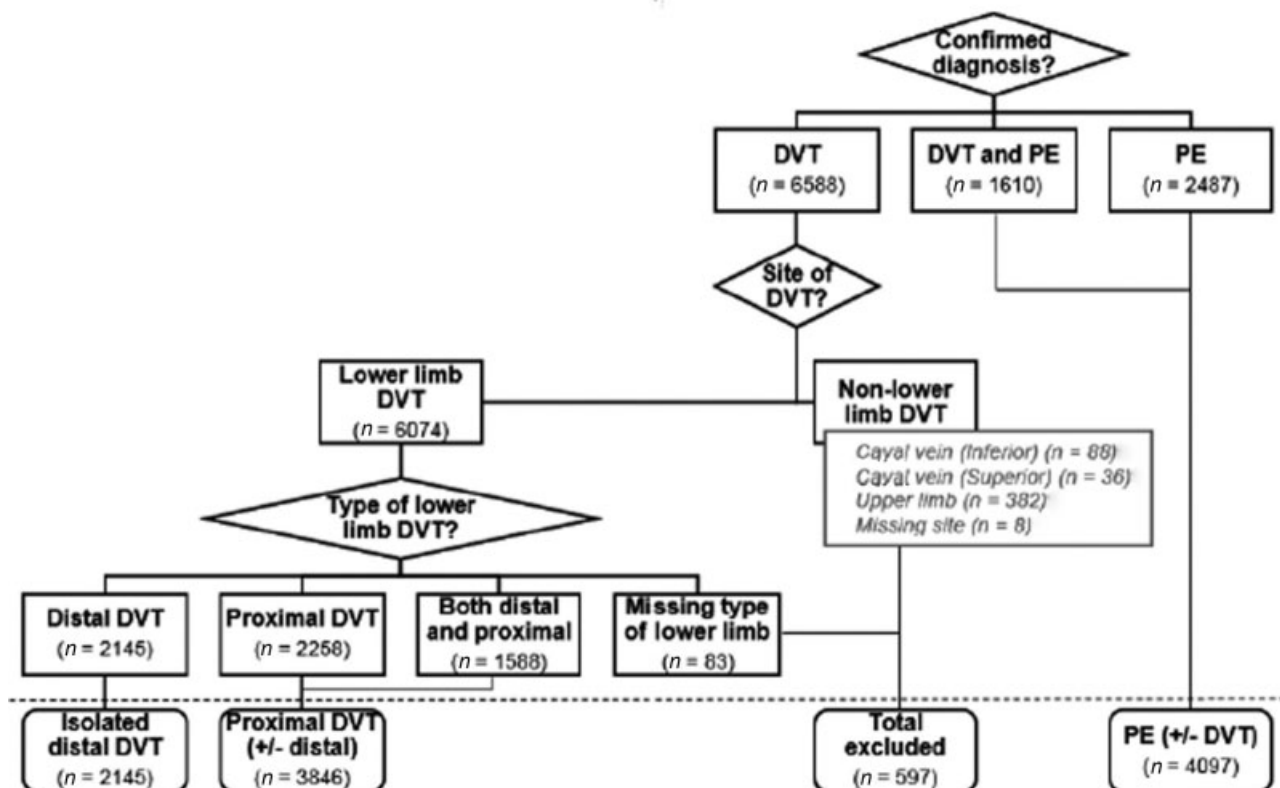 Confirmed
diagnosis?
DVT
(n = 6588)
DVT and PE
(n = 1610)
PE
(n = 2487)
Site of
DVT?
Lower limb
DVT
(n = 6074)
Non-lower
limb DVT
Caval vein (Inferior) (n = 88)
Caval vein (Superior) (n = 36)
Upper limb (n = 382)
Missing site (n = 8)
Type of lower
limb DVT?
Distal DVT
(n = 2145)
Proximal DVT
(n = 2258)
Both distal
and proximal
(n = 1588)
Missing type
of lower limb
(n = 83)
Isolated
distal DVT
(n = 2145)
Proximal DVT
(+/- distal)
(n = 3846)
Total
excluded
(n = 597)
PE (+/- DVT)
(n = 4097)